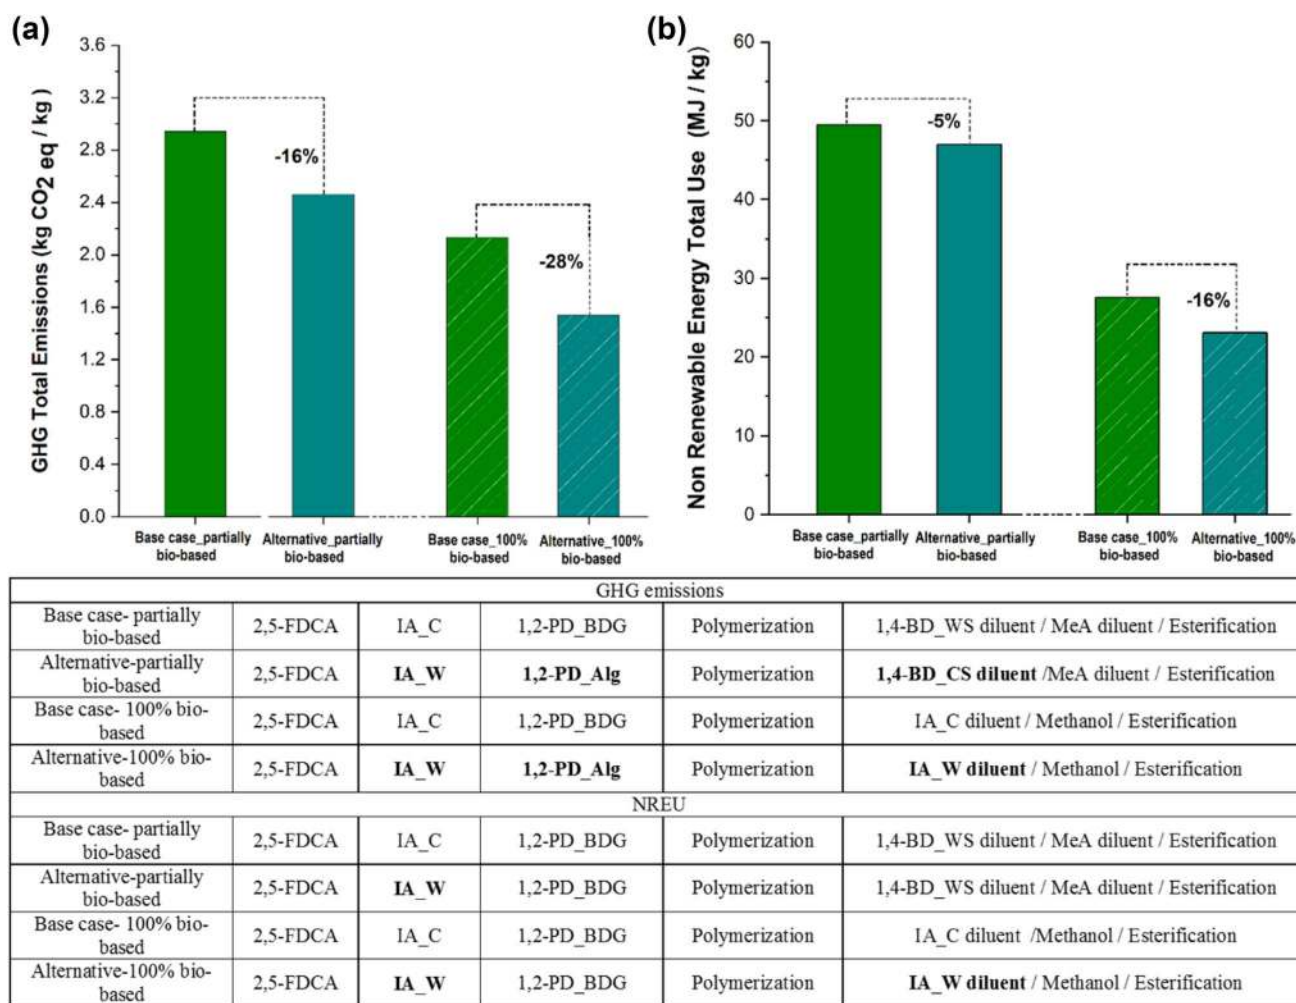 (a)
GHG Total Emissions (kg CO2 eq / kg )
3.6
3.2
2.8
2.4
2.0
1.6
1.2
0.8
0.4
0.0
-16%
-28%
Base case_partially
bio-based
Alternative_partially
bio-based
Base case_100%
bio-based
Alternative_100%
bio-based
(b)
Non Renewable Energy Total Use (MJ / kg)
60
50
40
30
20
10
0
-5%
-16%
Base case_partially
bio-based
Alternative_partially
bio-based
Base case_100%
bio-based
Alternative_100%
bio-based
GHG emissions
Base case- partially
bio-based
2,5-FDCA
IA_C
1,2-PD_BDG
Polymerization
1,4-BD_WS diluent / MeA diluent / Esterification
Alternative-partially
bio-based
2,5-FDCA
IA_W
1,2-PD_Alg
Polymerization
1,4-BD_CS diluent /MeA diluent / Esterification
Base case- 100% bio-
based
2,5-FDCA
IA_C
1,2-PD_BDG
Polymerization
IA_C diluent / Methanol / Esterification
Alternative-100% bio-
based
2,5-FDCA
IA_W
1,2-PD_Alg
Polymerization
IA_W diluent / Methanol / Esterification
NREU
Base case- partially
bio-based
2,5-FDCA
IA_C
1,2-PD_BDG
Polymerization
1,4-BD_WS diluent / MeA diluent / Esterification
Alternative-partially
bio-based
2,5-FDCA
IA_W
1,2-PD_BDG
Polymerization
1,4-BD_WS diluent / MeA diluent / Esterification
Base case- 100% bio-
based
2,5-FDCA
IA_C
1,2-PD_BDG
Polymerization
IA_C diluent /Methanol / Esterification
Alternative-100% bio-
based
2,5-FDCA
IA_W
1,2-PD_BDG
Polymerization
IA_W diluent / Methanol / Esterification